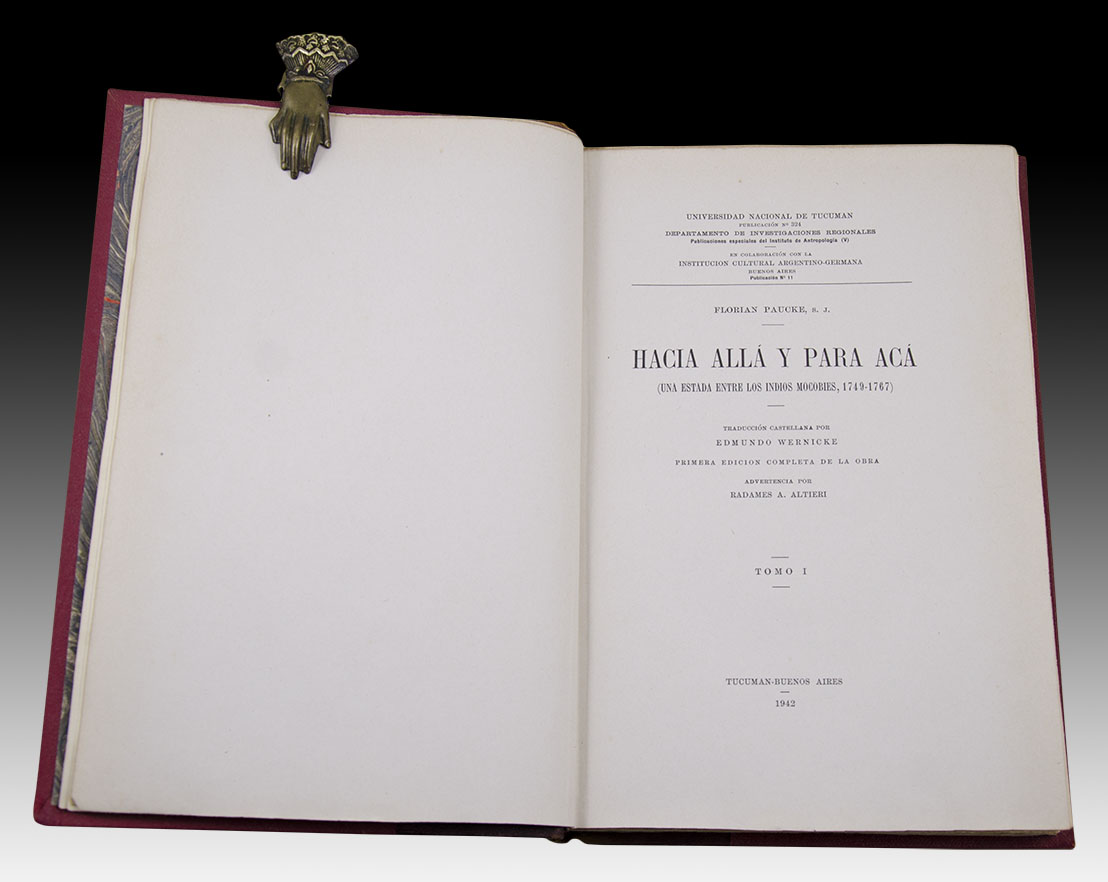 UNIVERSIDAD NACIONAL DE TUCUMAN
PUBLICACIÓN Nº 324
DEPARTAMENTO DE INVESTIGACIONES REGIONALES
Publicaciones especiales del Instituto de Antropología (V)
EN COLABORACIÓN CON LA
INSTITUCION CULTURAL ARGENTINO-GERMANA
BUENOS AIRES
Publicación Nº 11
FLORIAN PAUCKE, S. J.
HACIA ALLÁ Y PARA ACÁ
(UNA ESTADA ENTRE LOS INDIOS MOCOBIES, 1749-1767)
TRADUCCIÓN CASTELLANA POR
EDMUNDO WERNICKE
PRIMERA EDICION COMPLETA DE LA OBRA
ADVERTENCIA POR
RADAMES A. ALTIERI
TOMO I
TUCUMAN-BUENOS AIRES
1942